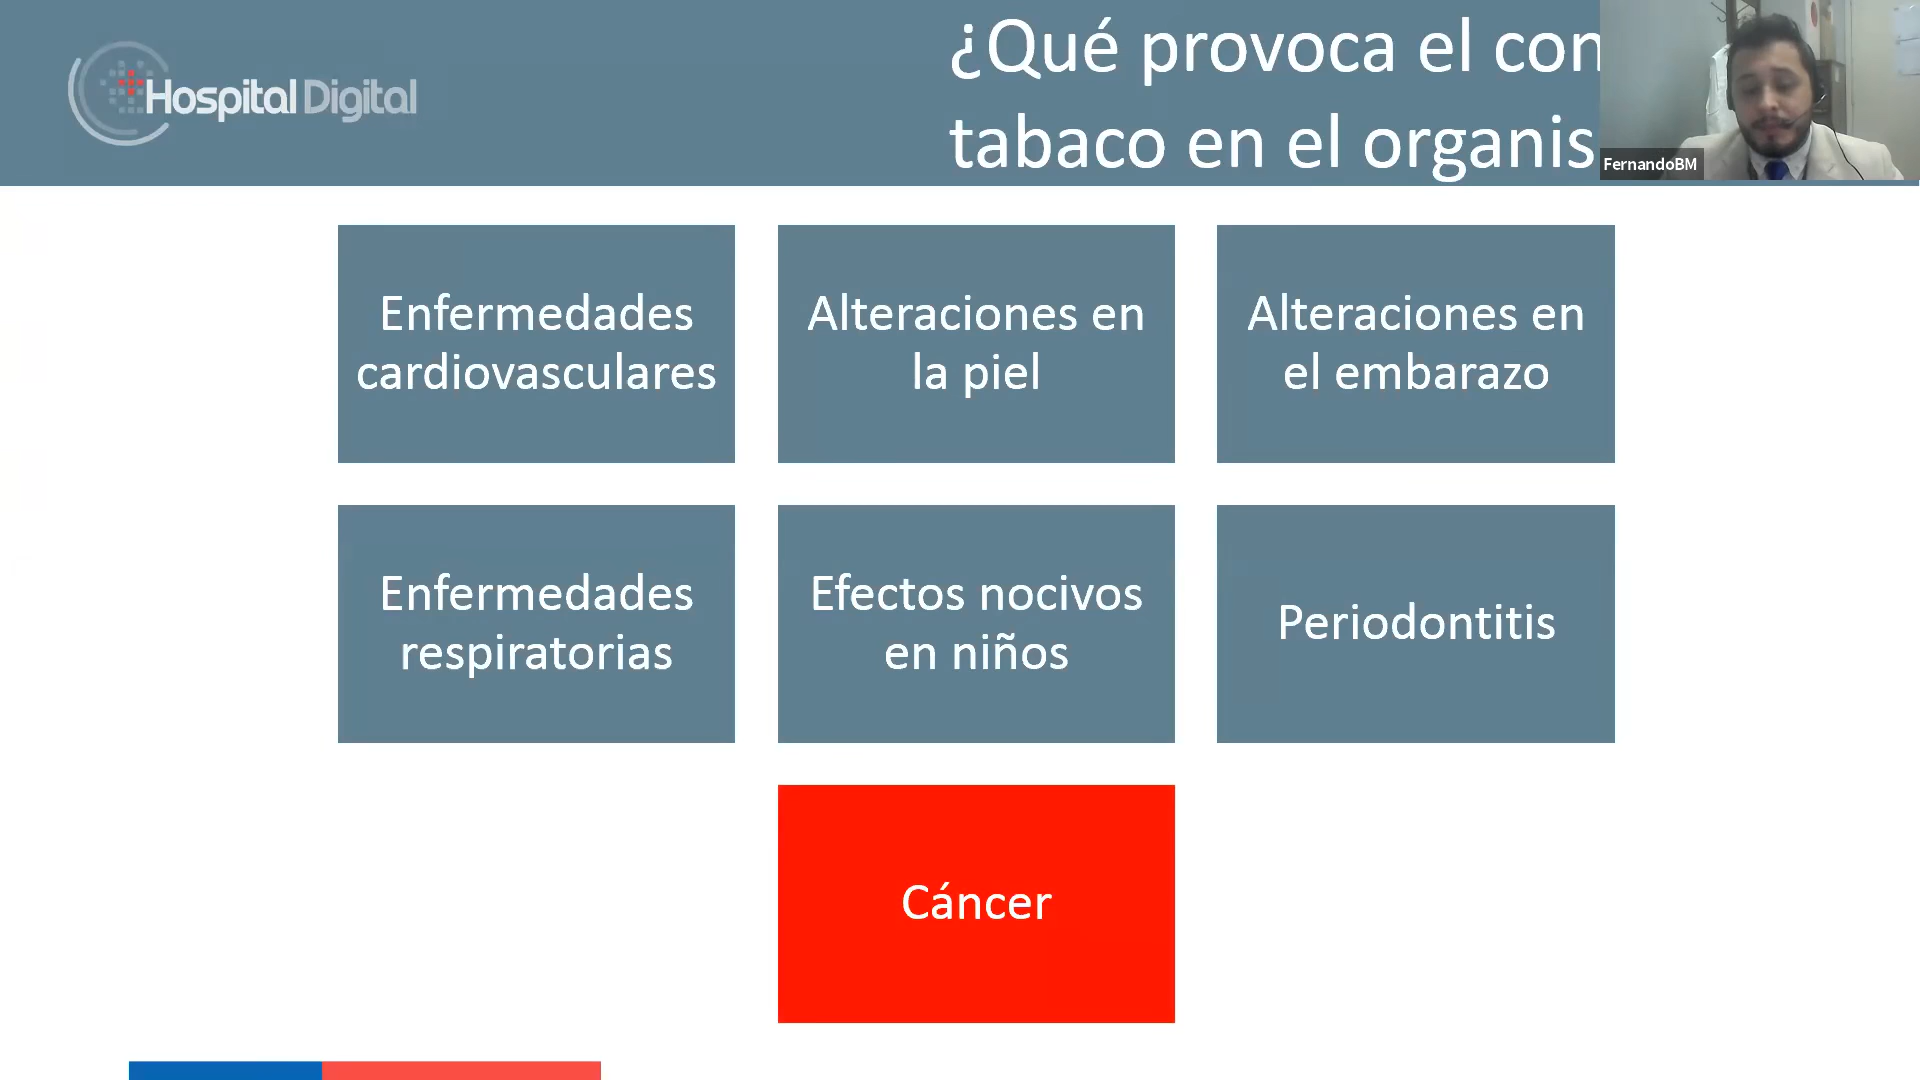 Hospital Digital
¿Qué provoca el con
tabaco en el organis
FernandoBM
Enfermedades
cardiovasculares
Alteraciones en
la piel
Alteraciones en
el embarazo
Enfermedades
respiratorias
Efectos nocivos
en niños
Periodontitis
Cáncer